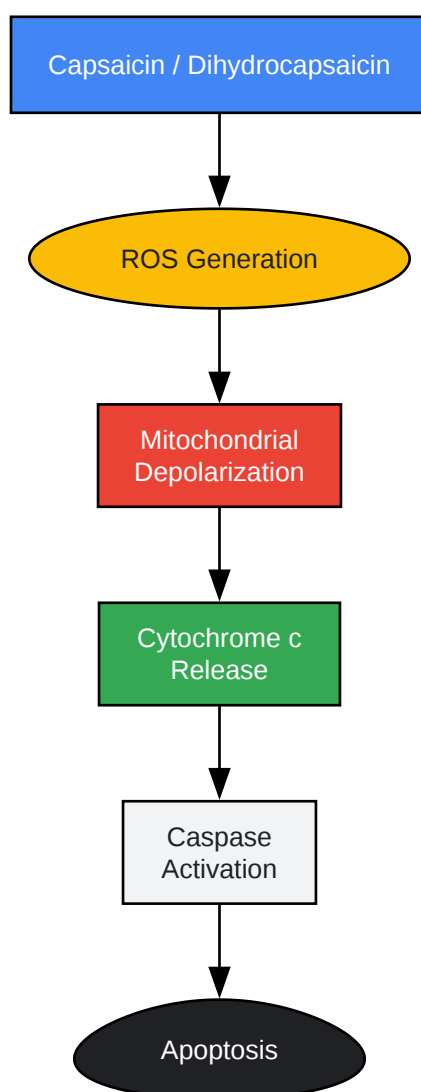 Capsaicin / Dihydrocapsaicin
ROS Generation
Mitochondrial
Depolarization
Cytochrome c
Release
Caspase
Activation
Apoptosis